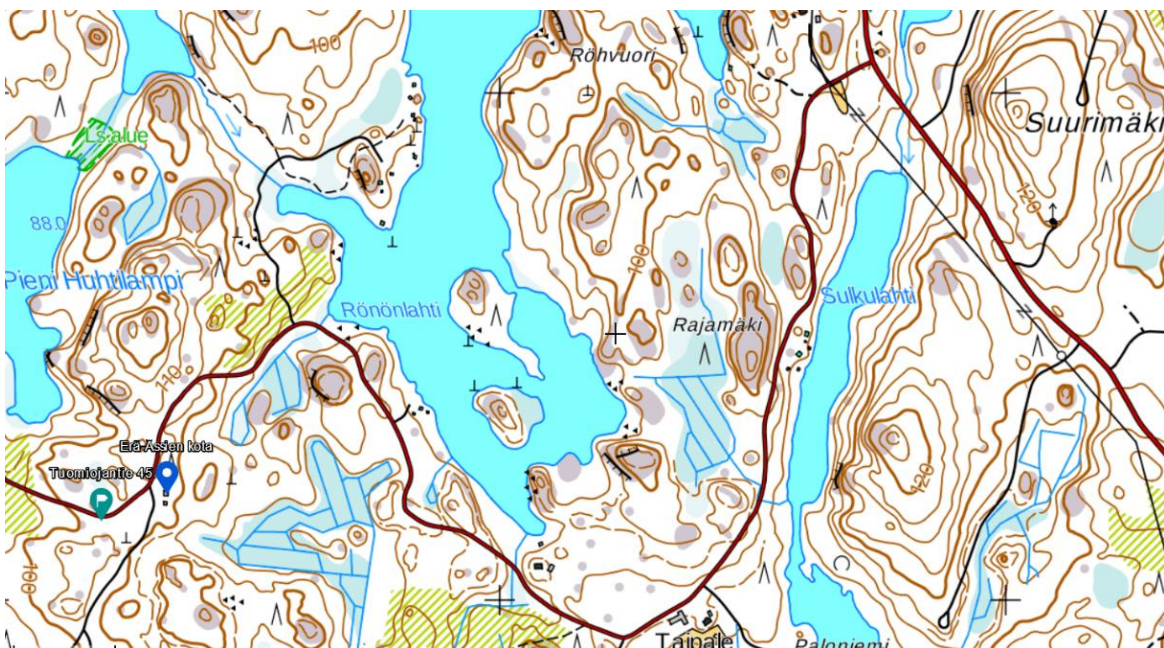 100
Röhvuori
Ls-alue
Suurimäki
88.0
120
100
Pieni Huhtilampi
Rönönlahti
Sulkulahti
Rajamäki
110
Erä-Ässien kota
Tuomiojantie 45
120
100
Taipale
Paloniemi